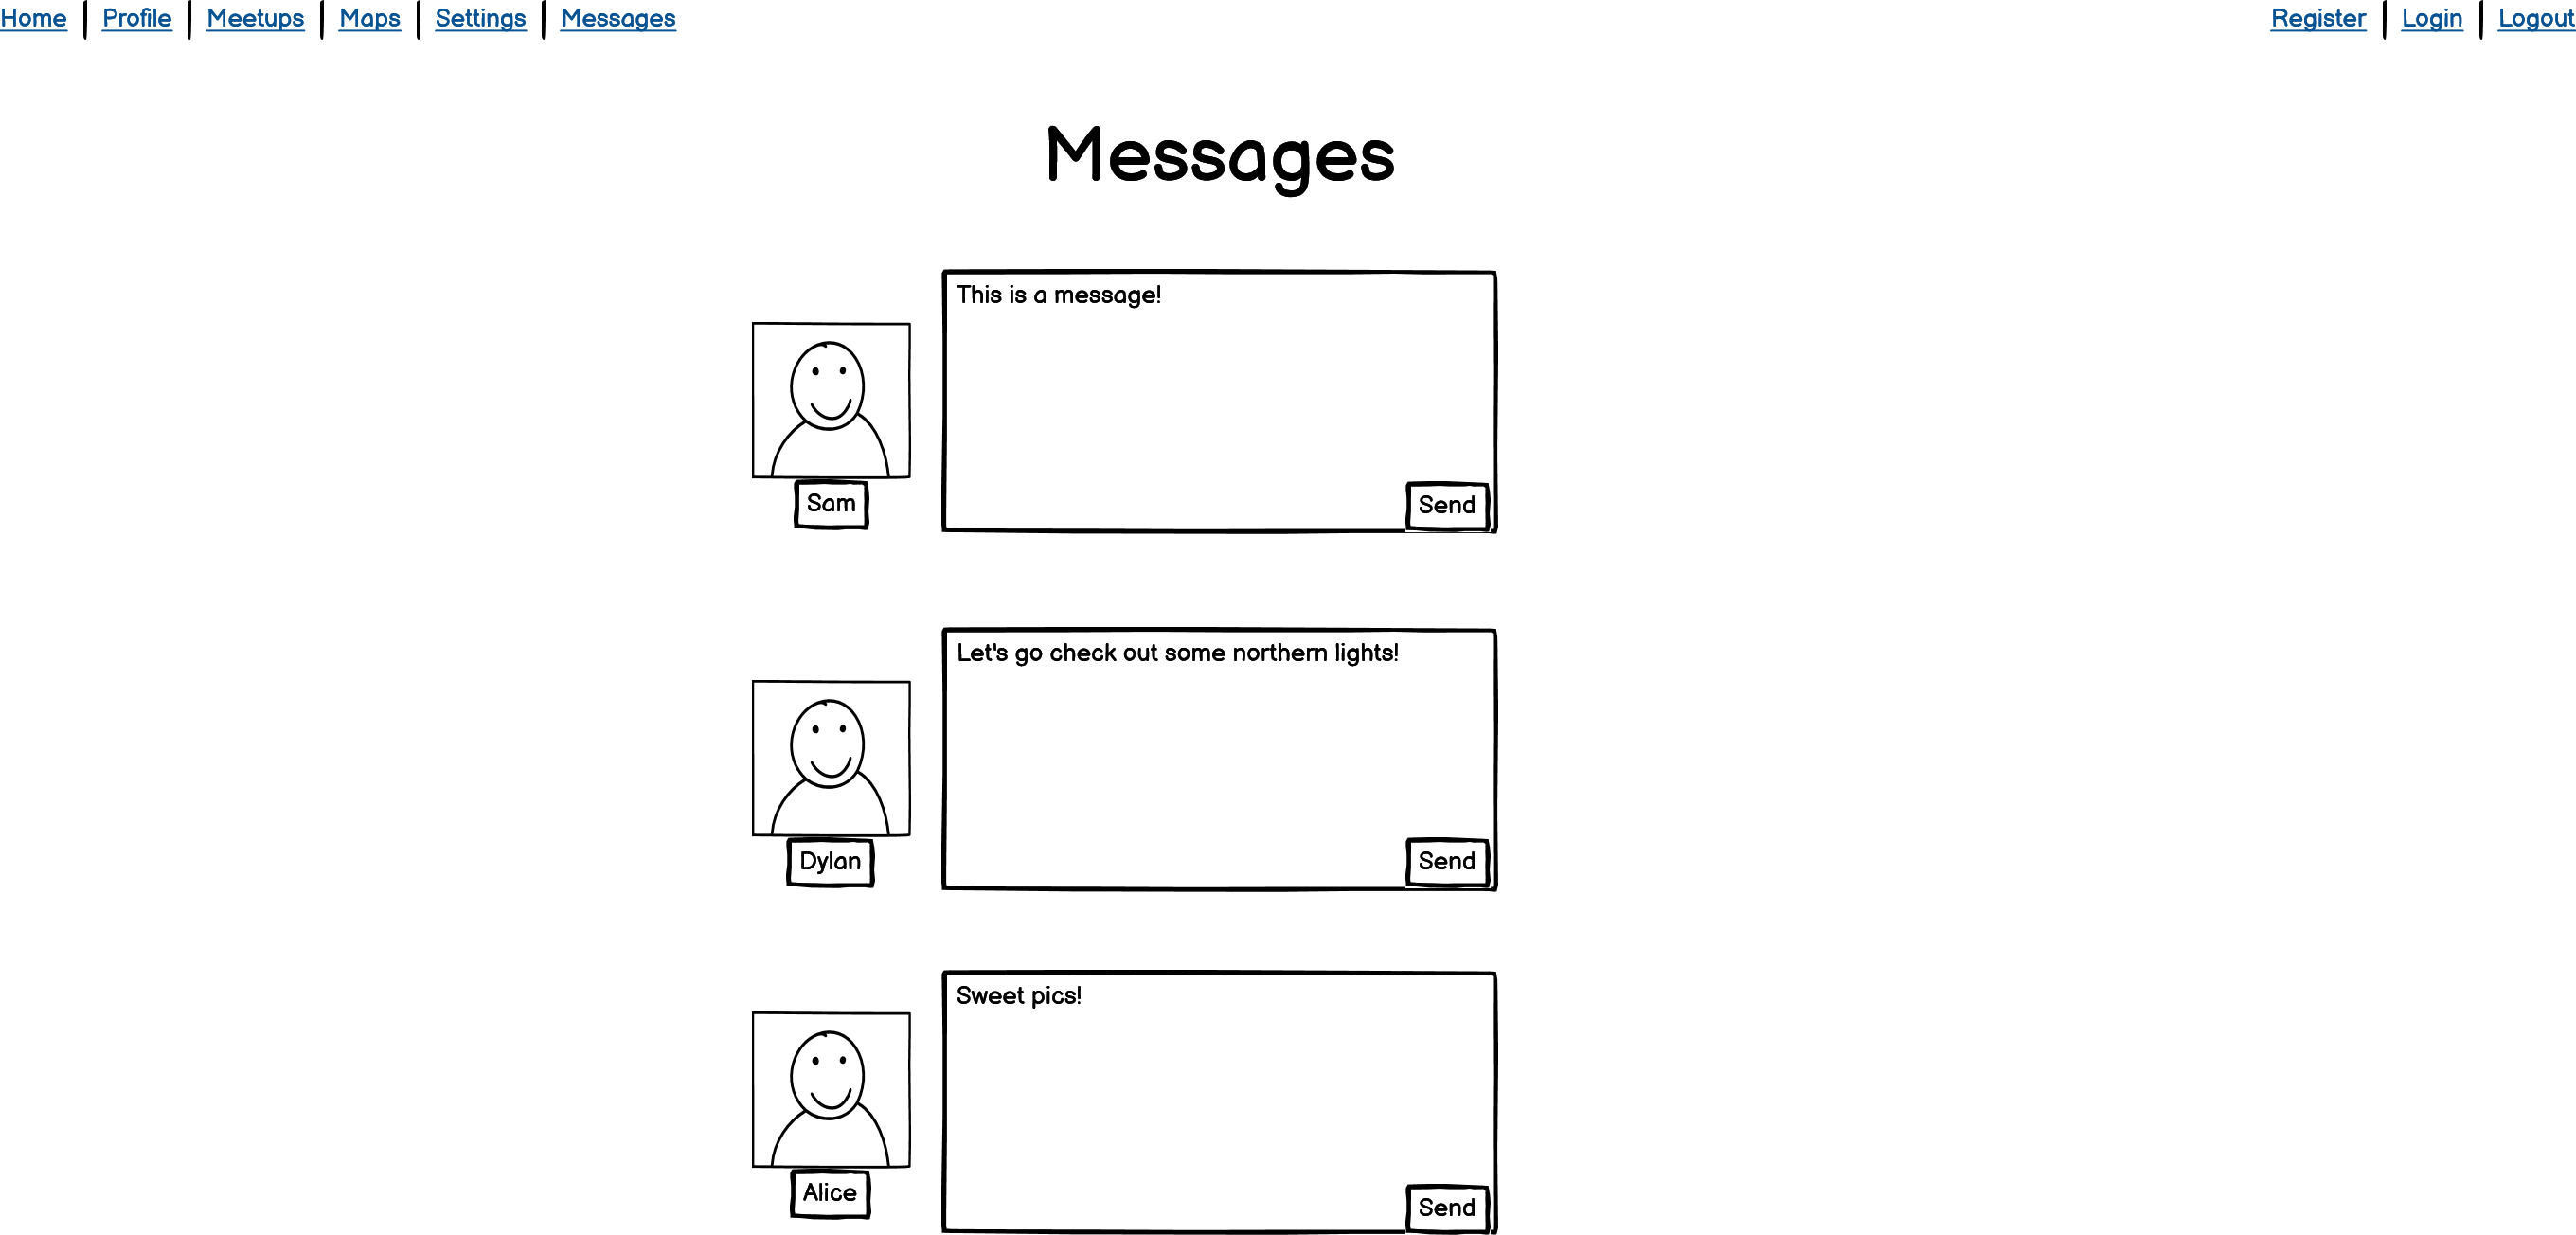 Home Profile Meetups Maps Settings Messages Register Login Logout
Messages
This is a message!
Sam
Send
Let's go check out some northern lights!
Dylan
Send
Sweet pics!
Alice
Send